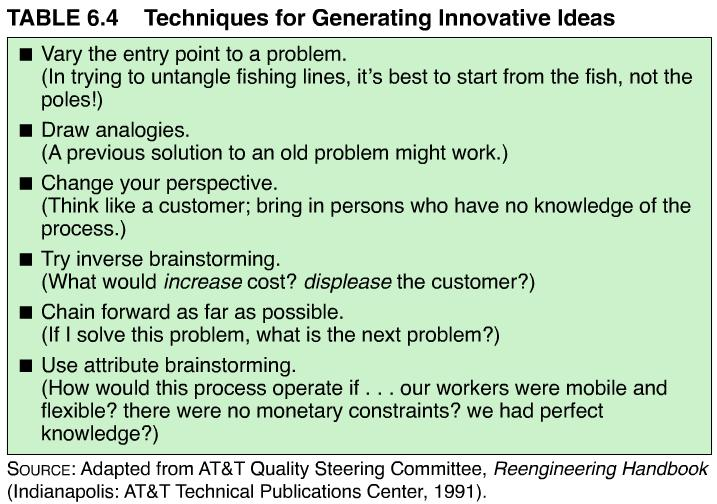 TABLE 6.4 Techniques for Generating Innovative Ideas
■ Vary the entry point to a problem.
(In trying to untangle fishing lines, it's best to start from the fish, not the
poles!)
■ Draw analogies.
(A previous solution to an old problem might work.)
■ Change your perspective.
(Think like a customer; bring in persons who have no knowledge of the
process.)
■ Try inverse brainstorming.
(What would increase cost? displease the customer?)
■ Chain forward as far as possible.
(If I solve this problem, what is the next problem?)
■ Use attribute brainstorming.
(How would this process operate if . . . our workers were mobile and
flexible? there were no monetary constraints? we had perfect
knowledge?)
SOURCE: Adapted from AT&T Quality Steering Committee, Reengineering Handbook
(Indianapolis: AT&T Technical Publications Center, 1991).